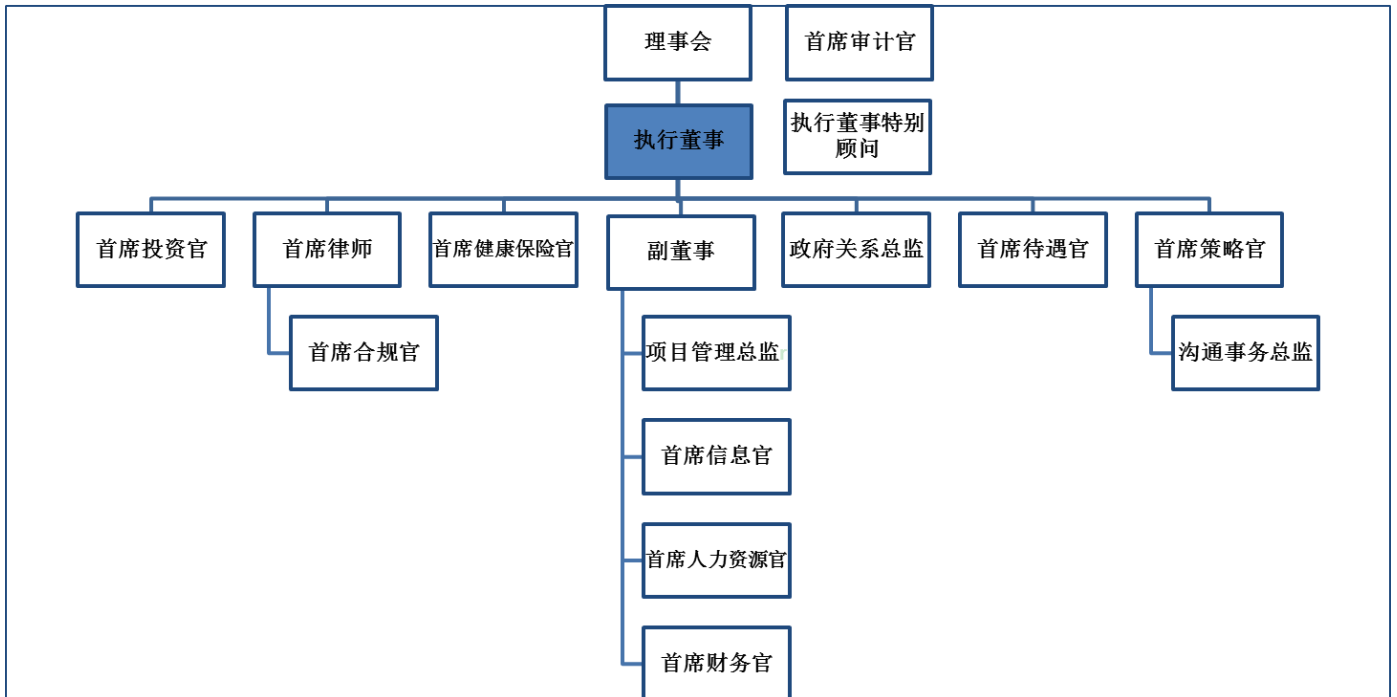 理事会
首席审计官
执行董事
执行董事特别
顾问
首席投资官
首席律师
首席健康保险官
副董事
政府关系总监
首席待遇官
首席策略官
首席合规官
项目管理总监r
沟通事务总监
首席信息官
首席人力资源官
首席财务官